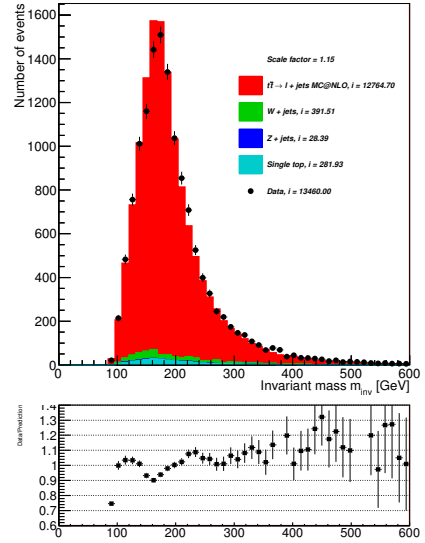 Number of events
1600
1400
1200
1000
800
600
400
200
0
Scale factor = 1.15
tt̄ → l + jets MC@NLO, i = 12764.70
W + jets, i = 391.51
Z + jets, i = 28.39
Single top, i = 281.93
Data, i = 13460.00
0 100 200 300 400 500 600
Invariant mass m_inv [GeV]
Data/Prediction
1.4
1.3
1.2
1.1
1
0.9
0.8
0.7
0.6
0 100 200 300 400 500 600